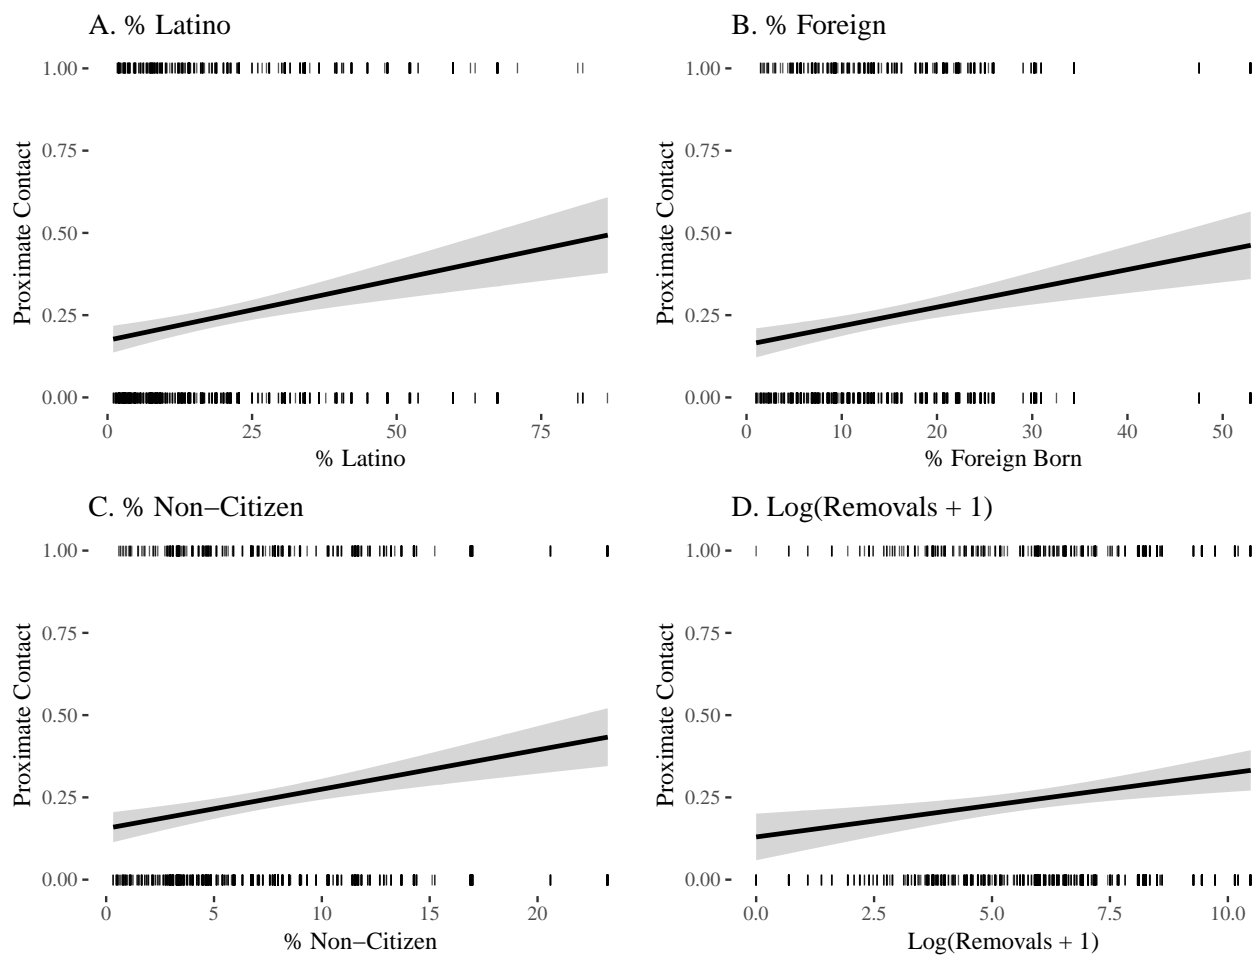 A. % Latino
1.00
0.75
0.50
0.25
0.00
Proximate Contact
0 25 50 75
% Latino
B. % Foreign
1.00
0.75
0.50
0.25
0.00
Proximate Contact
0 10 20 30 40 50
% Foreign Born
C. % Non−Citizen
1.00
0.75
0.50
0.25
0.00
Proximate Contact
0 5 10 15 20
% Non−Citizen
D. Log(Removals + 1)
1.00
0.75
0.50
0.25
0.00
Proximate Contact
0.0 2.5 5.0 7.5 10.0
Log(Removals + 1)